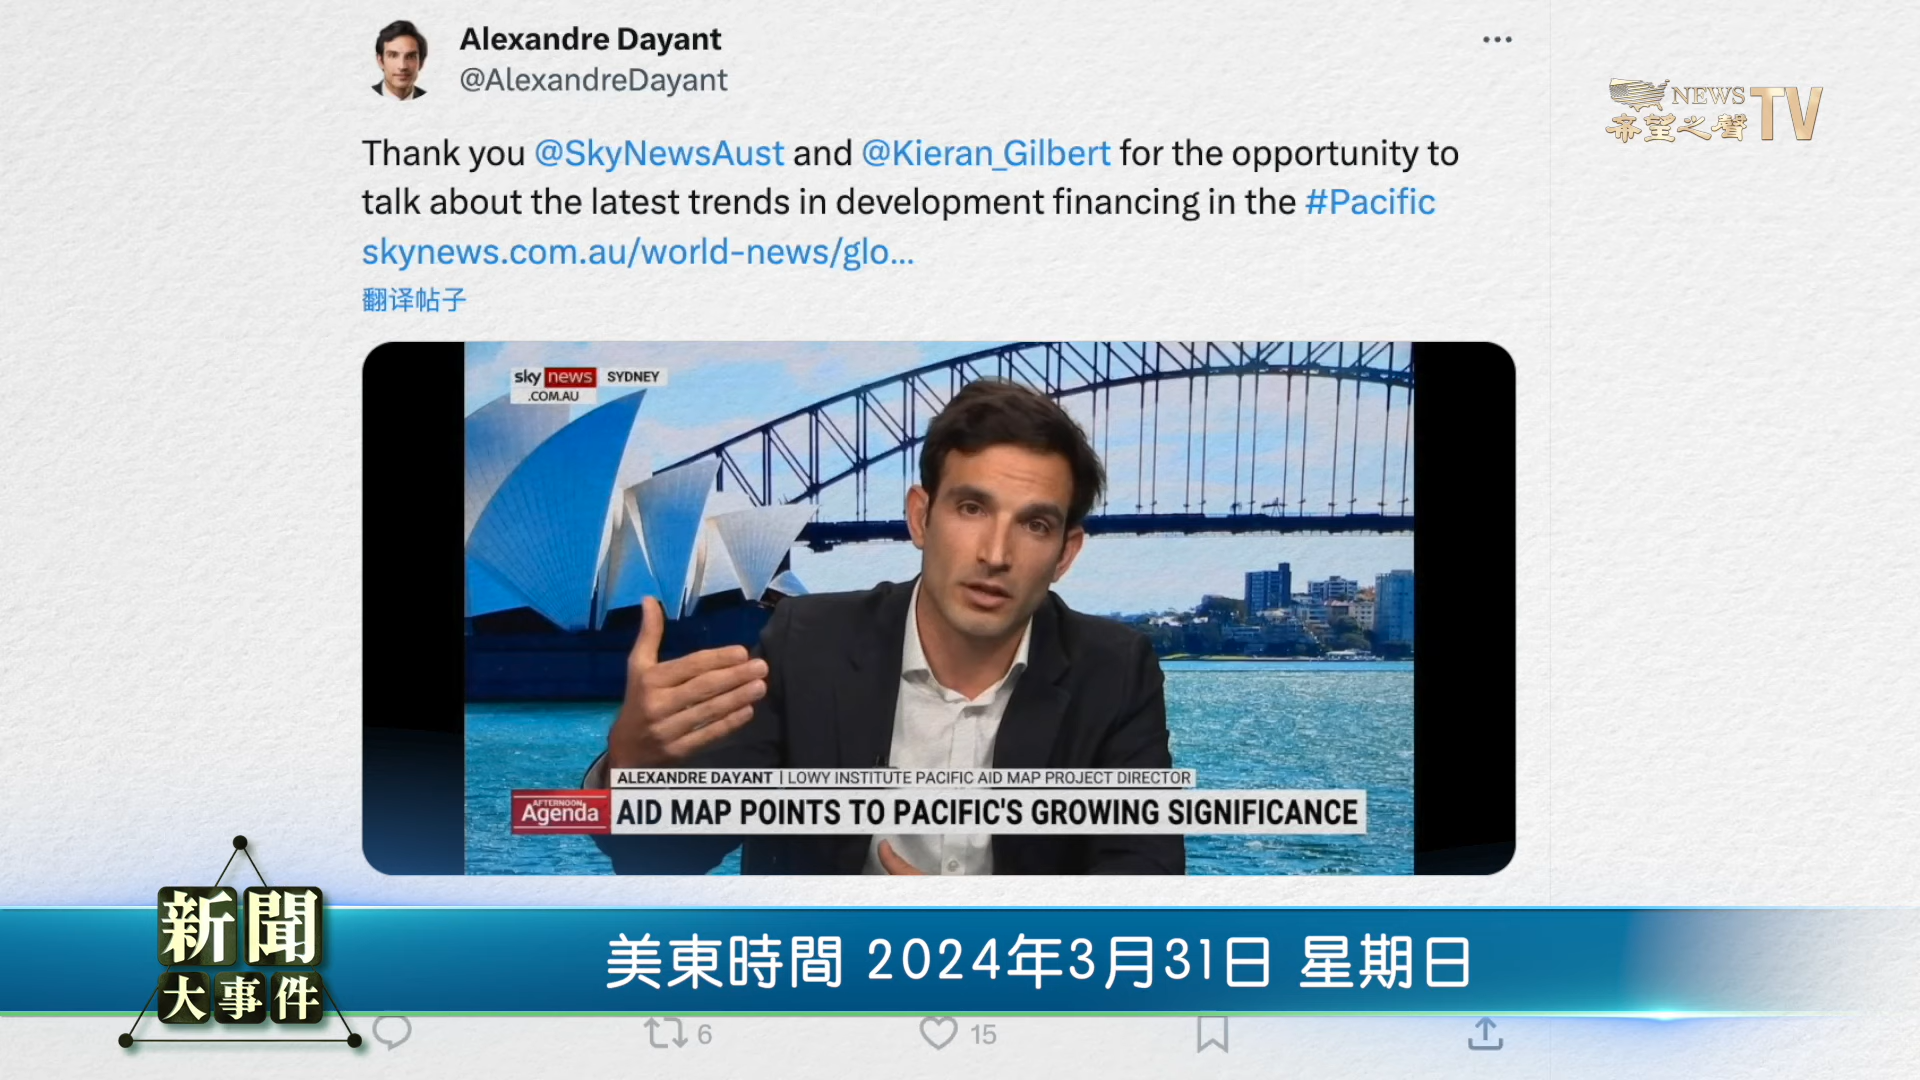 Alexandre Dayant
@AlexandreDayant
NEWS
希望之聲 TV
Thank you @SkyNewsAust and @Kieran_Gilbert for the opportunity to
talk about the latest trends in development financing in the #Pacific
skynews.com.au/world-news/glo...
翻译帖子
sky news SYDNEY
.COM.AU
ALEXANDRE DAYANT | LOWY INSTITUTE PACIFIC AID MAP PROJECT DIRECTOR
AFTERNOON
Agenda
AID MAP POINTS TO PACIFIC'S GROWING SIGNIFICANCE
新聞
大事件
美東時間 2024年3月31日 星期日
6
15